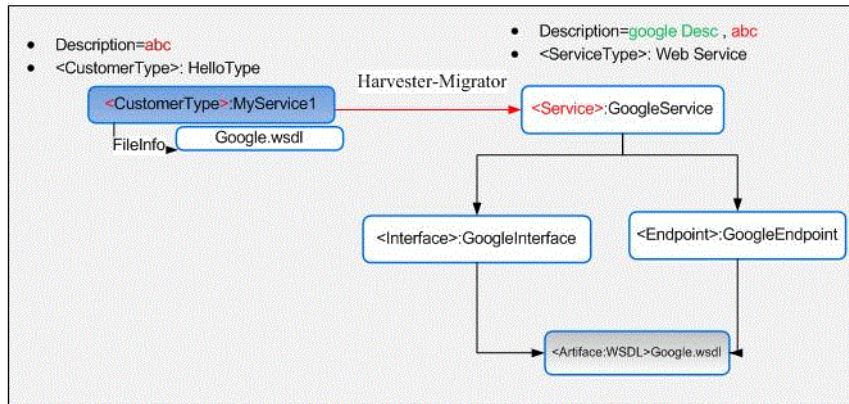 Description=abc
<CustomerType>: HelloType
Description=google Desc , abc
<ServiceType>: Web Service
Harvester-Migrator
<CustomerType>:MyService1
<Service>:GoogleService
FileInfo
Google.wsdl
<Interface>:GoogleInterface
<Endpoint>:GoogleEndpoint
<Artiface:WSDL>Google.wsdl